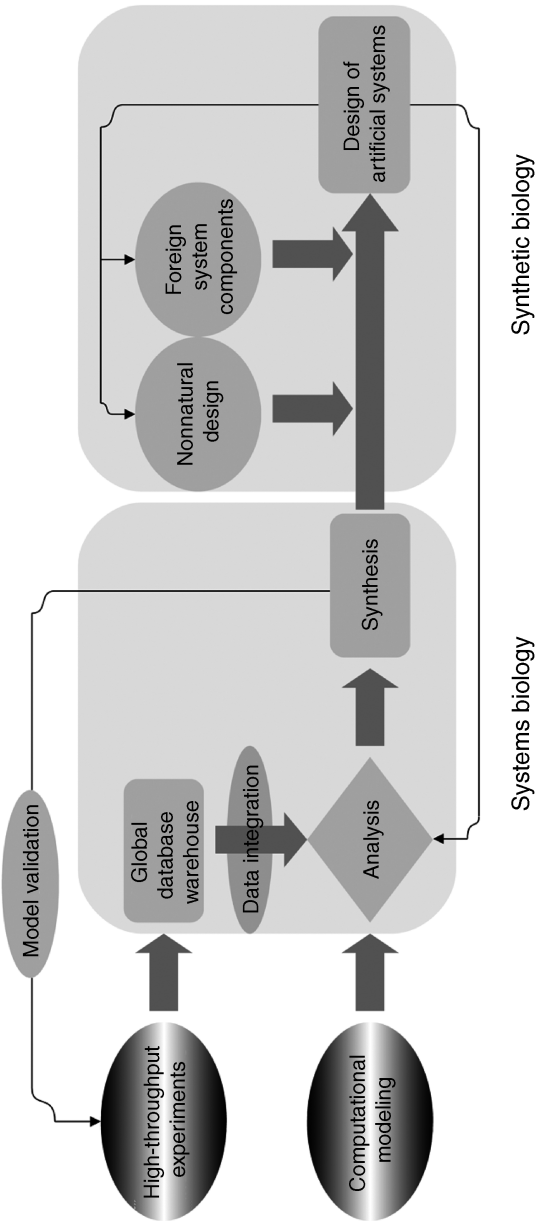 Model validation
High-throughput
experiments
Global
database
warehouse
Data integration
Computational
modeling
Analysis
Synthesis
Nonnatural
design
Foreign
system
components
Design of
artificial systems
Systems biology
Synthetic biology